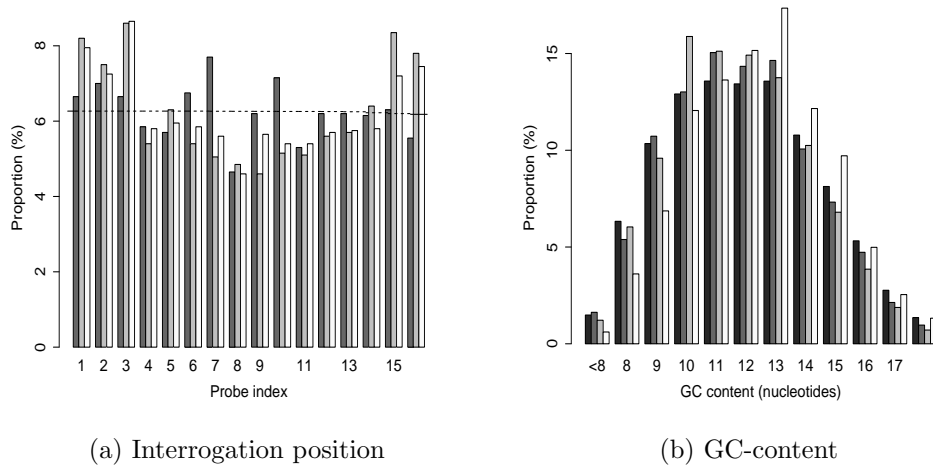 8
6
4
2
0
Proportion (%)
1 2 3 4 5 6 7 8 9 11 13 15
Probe index
(a) Interrogation position
15
10
5
0
Proportion (%)
<8 8 9 10 11 12 13 14 15 16 17
GC content (nucleotides)
(b) GC-content